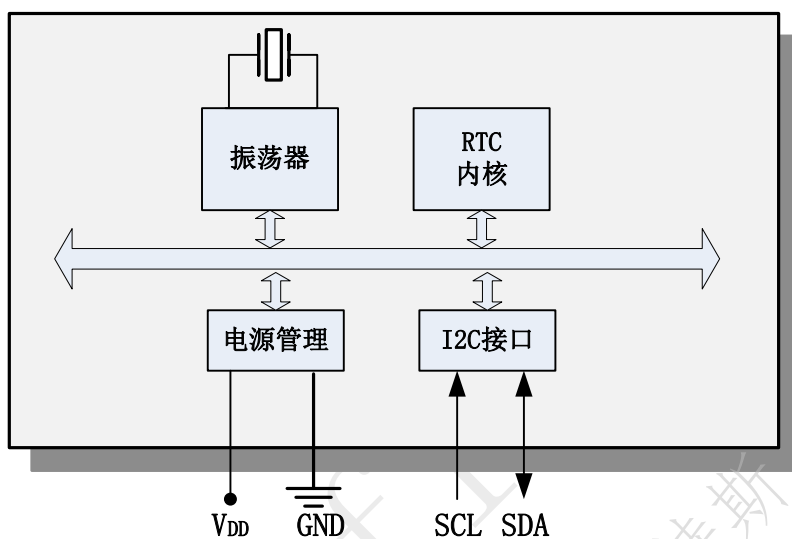 振荡器
RTC
内核
电源管理
I2C接口
VDD
GND
SCL
SDA